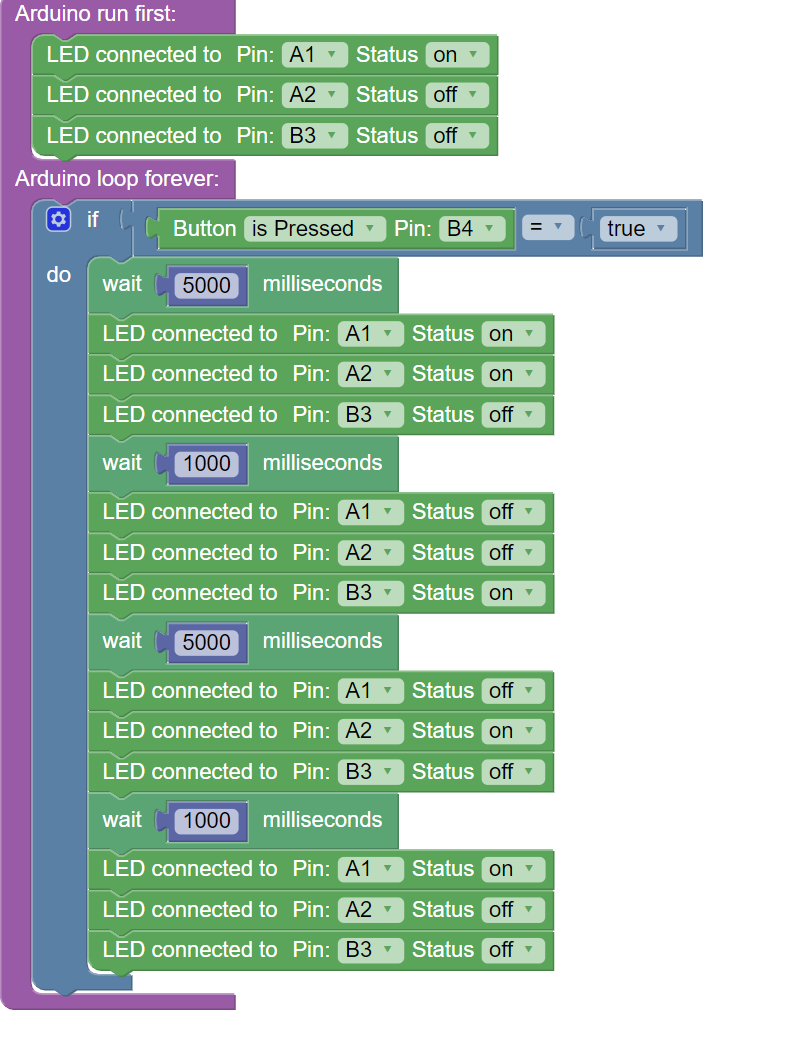 Arduino run first:
LED connected to Pin: A1 Status on
LED connected to Pin: A2 Status off
LED connected to Pin: B3 Status off
Arduino loop forever:
if Button is Pressed Pin: B4 = true
do wait 5000 milliseconds
LED connected to Pin: A1 Status on
LED connected to Pin: A2 Status on
LED connected to Pin: B3 Status off
wait 1000 milliseconds
LED connected to Pin: A1 Status off
LED connected to Pin: A2 Status off
LED connected to Pin: B3 Status on
wait 5000 milliseconds
LED connected to Pin: A1 Status off
LED connected to Pin: A2 Status on
LED connected to Pin: B3 Status off
wait 1000 milliseconds
LED connected to Pin: A1 Status on
LED connected to Pin: A2 Status off
LED connected to Pin: B3 Status off